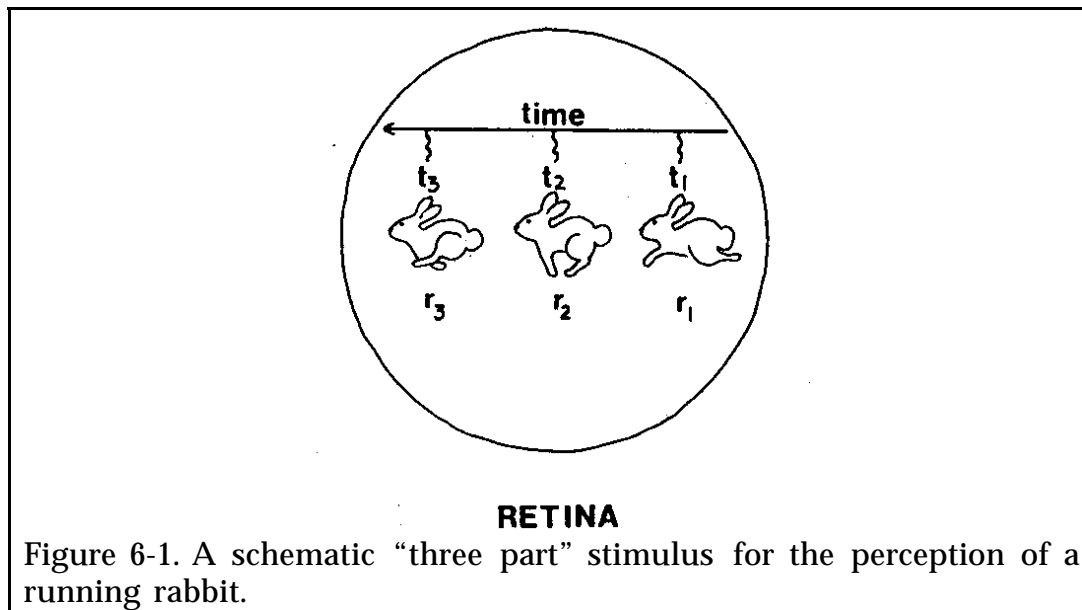 time
t3 t2 t1
r3 r2 r1
RETINA
Figure 6-1. A schematic “three part” stimulus for the perception of a
running rabbit.